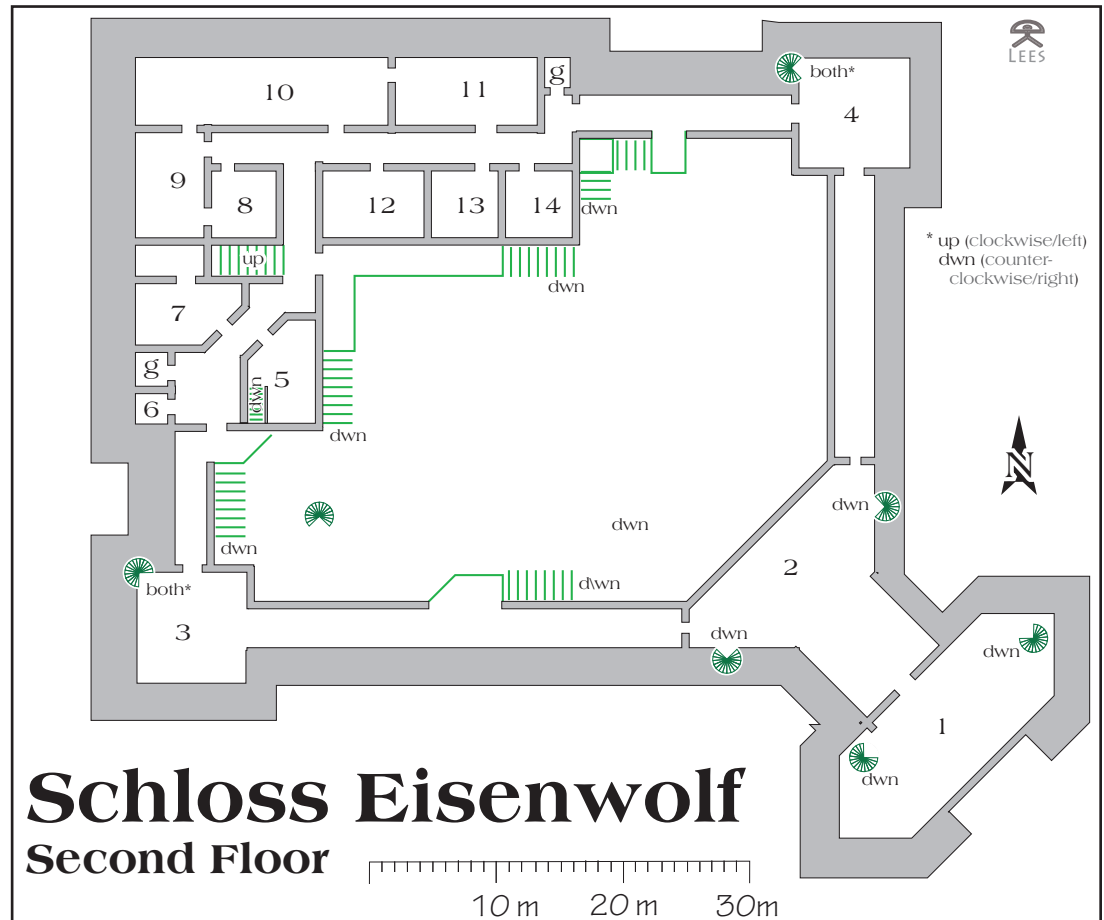 LEES
g
both*
10
11
4
9
8
12
13
14
dwn
* up (clockwise/left)
dwn (counter-
clockwise/right)
up
dwn
7
g
5
dwn
6
dwn
dwn
dwn
dwn
both*
2
dwn
3
dwn
dwn
1
dwn
N
Schloss Eisenwolf
Second Floor
10 m
20 m
30m